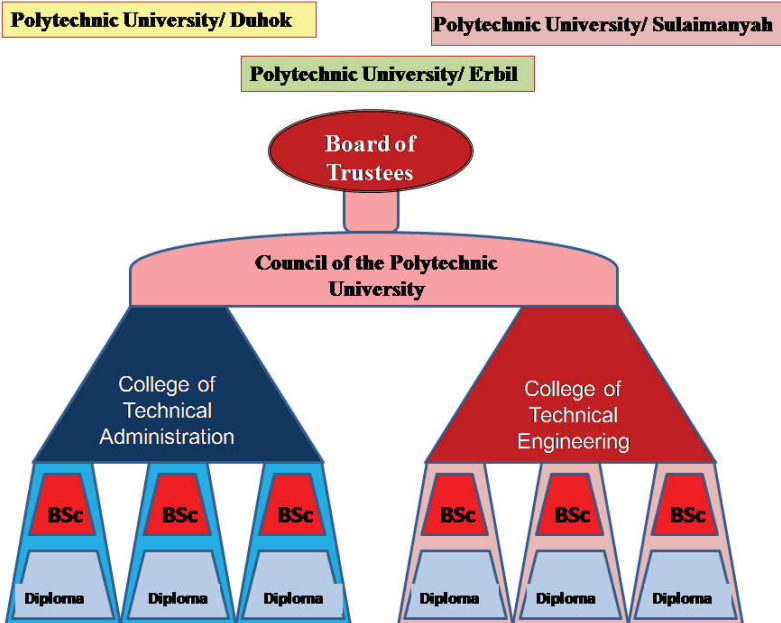 Polytechnic University/ Duhok
Polytechnic University/ Sulaimanyah
Polytechnic University/ Erbil
Board of
Trustees
Council of the Polytechnic
University
College of
Technical
Administration
College of
Technical
Engineering
BSc BSc BSc BSc BSc BSc
Diploma Diploma Diploma Diploma Diploma Diploma